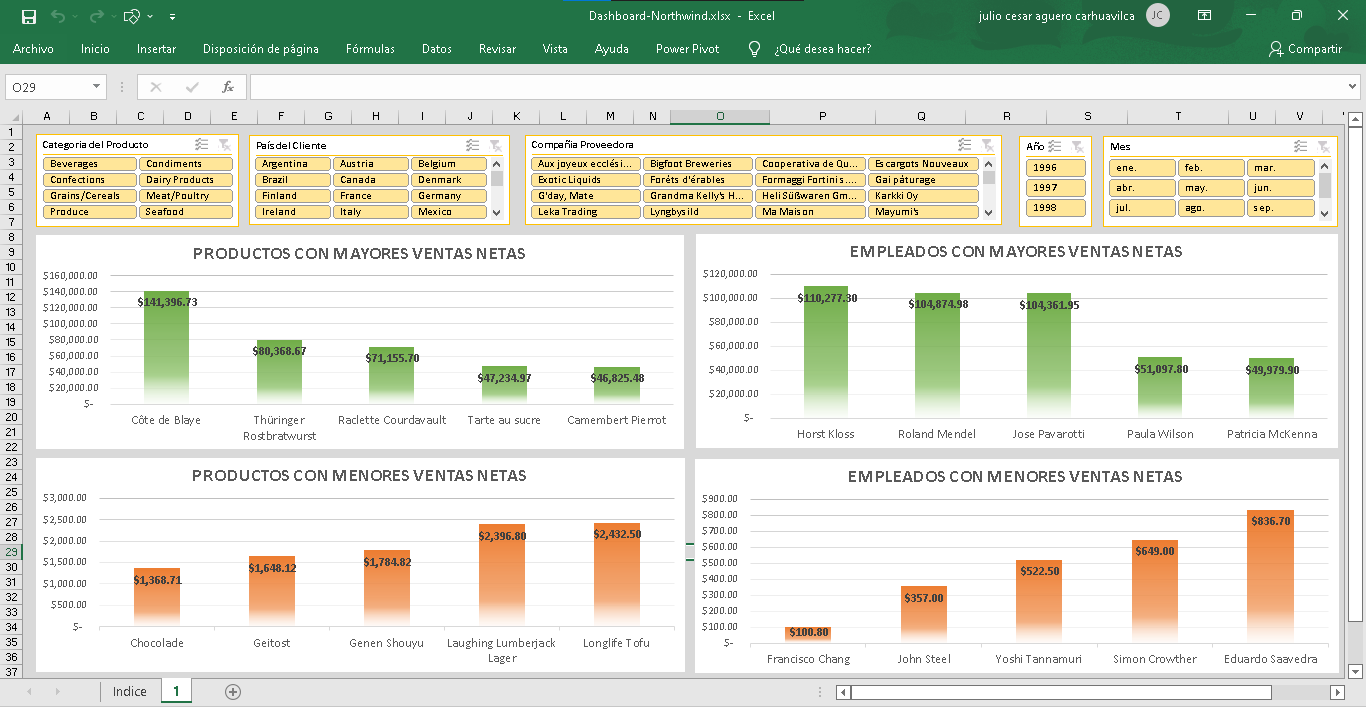 Dashboard-Northwind.xlsx - Excel
julio cesar aguero carhuavilca
JC
Archivo Inicio Insertar Disposición de página Fórmulas Datos Revisar Vista Ayuda Power Pivot ¿Qué desea hacer? Compartir
O29
fx
A B C D E F G H I J K L M N O P Q R S T U V
1
2
3
4
5
6
7
8
9
10
11
12
13
14
15
16
17
18
19
20
21
22
23
24
25
26
27
28
29
30
31
32
33
34
35
36
37
Categoria del Producto
Beverages Condiments
Confections Dairy Products
Grains/Cereals Meat/Poultry
Produce Seafood
País del Cliente
Argentina Austria Belgium
Brazil Canada Denmark
Finland France Germany
Ireland Italy Mexico
Compañia Proveedora
Aux joyeux ecclési... Bigfoot Breweries Cooperativa de Qu... Escargots Nouveaux
Exotic Liquids Forêts d'érables Formaggi Fortini s.... Gai pâturage
G'day, Mate Grandma Kelly's H... Heli Süßwaren Gm... Karkki Oy
Leka Trading Lyngbysild Ma Maison Mayumi's
Año
1996
1997
1998
Mes
ene. feb. mar.
abr. may. jun.
jul. ago. sep.
PRODUCTOS CON MAYORES VENTAS NETAS
$160,000.00
$140,000.00
$120,000.00
$100,000.00
$80,000.00
$60,000.00
$40,000.00
$20,000.00
$-
$141,396.73
$80,368.67
$71,155.70
$47,234.97
$46,825.48
Côte de Blaye
Thüringer
Rostbratwurst
Raclette Courdavault
Tarte au sucre
Camembert Pierrot
EMPLEADOS CON MAYORES VENTAS NETAS
$120,000.00
$100,000.00
$80,000.00
$60,000.00
$40,000.00
$20,000.00
$-
$110,277.30
$104,874.98
$104,361.95
$51,097.80
$49,979.90
Horst Kloss
Roland Mendel
Jose Pavarotti
Paula Wilson
Patricia McKenna
PRODUCTOS CON MENORES VENTAS NETAS
$3,000.00
$2,500.00
$2,000.00
$1,500.00
$1,000.00
$500.00
$-
$1,368.71
$1,648.12
$1,784.82
$2,396.80
$2,432.50
Chocolade
Geitost
Genen Shouyu
Laughing Lumberjack
Lager
Longlife Tofu
EMPLEADOS CON MENORES VENTAS NETAS
$900.00
$800.00
$700.00
$600.00
$500.00
$400.00
$300.00
$200.00
$100.00
$-
$100.80
$357.00
$522.50
$649.00
$836.70
Francisco Chang
John Steel
Yoshi Tannamuri
Simon Crowther
Eduardo Saavedra
Indice 1